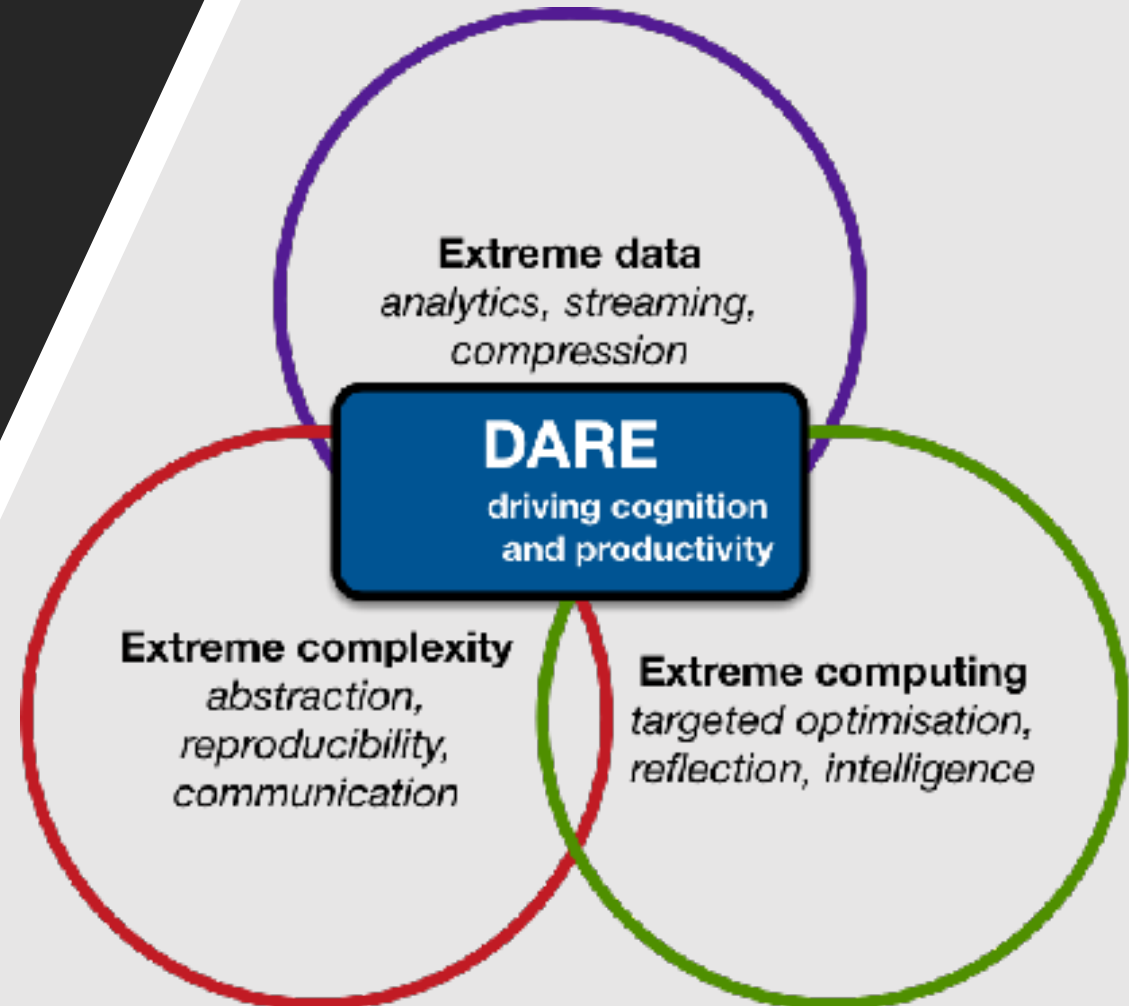 Extreme data
analytics, streaming,
compression
DARE
driving cognition
and productivity
Extreme complexity
abstraction,
reproducibility,
communication
Extreme computing
targeted optimisation,
reflection, intelligence